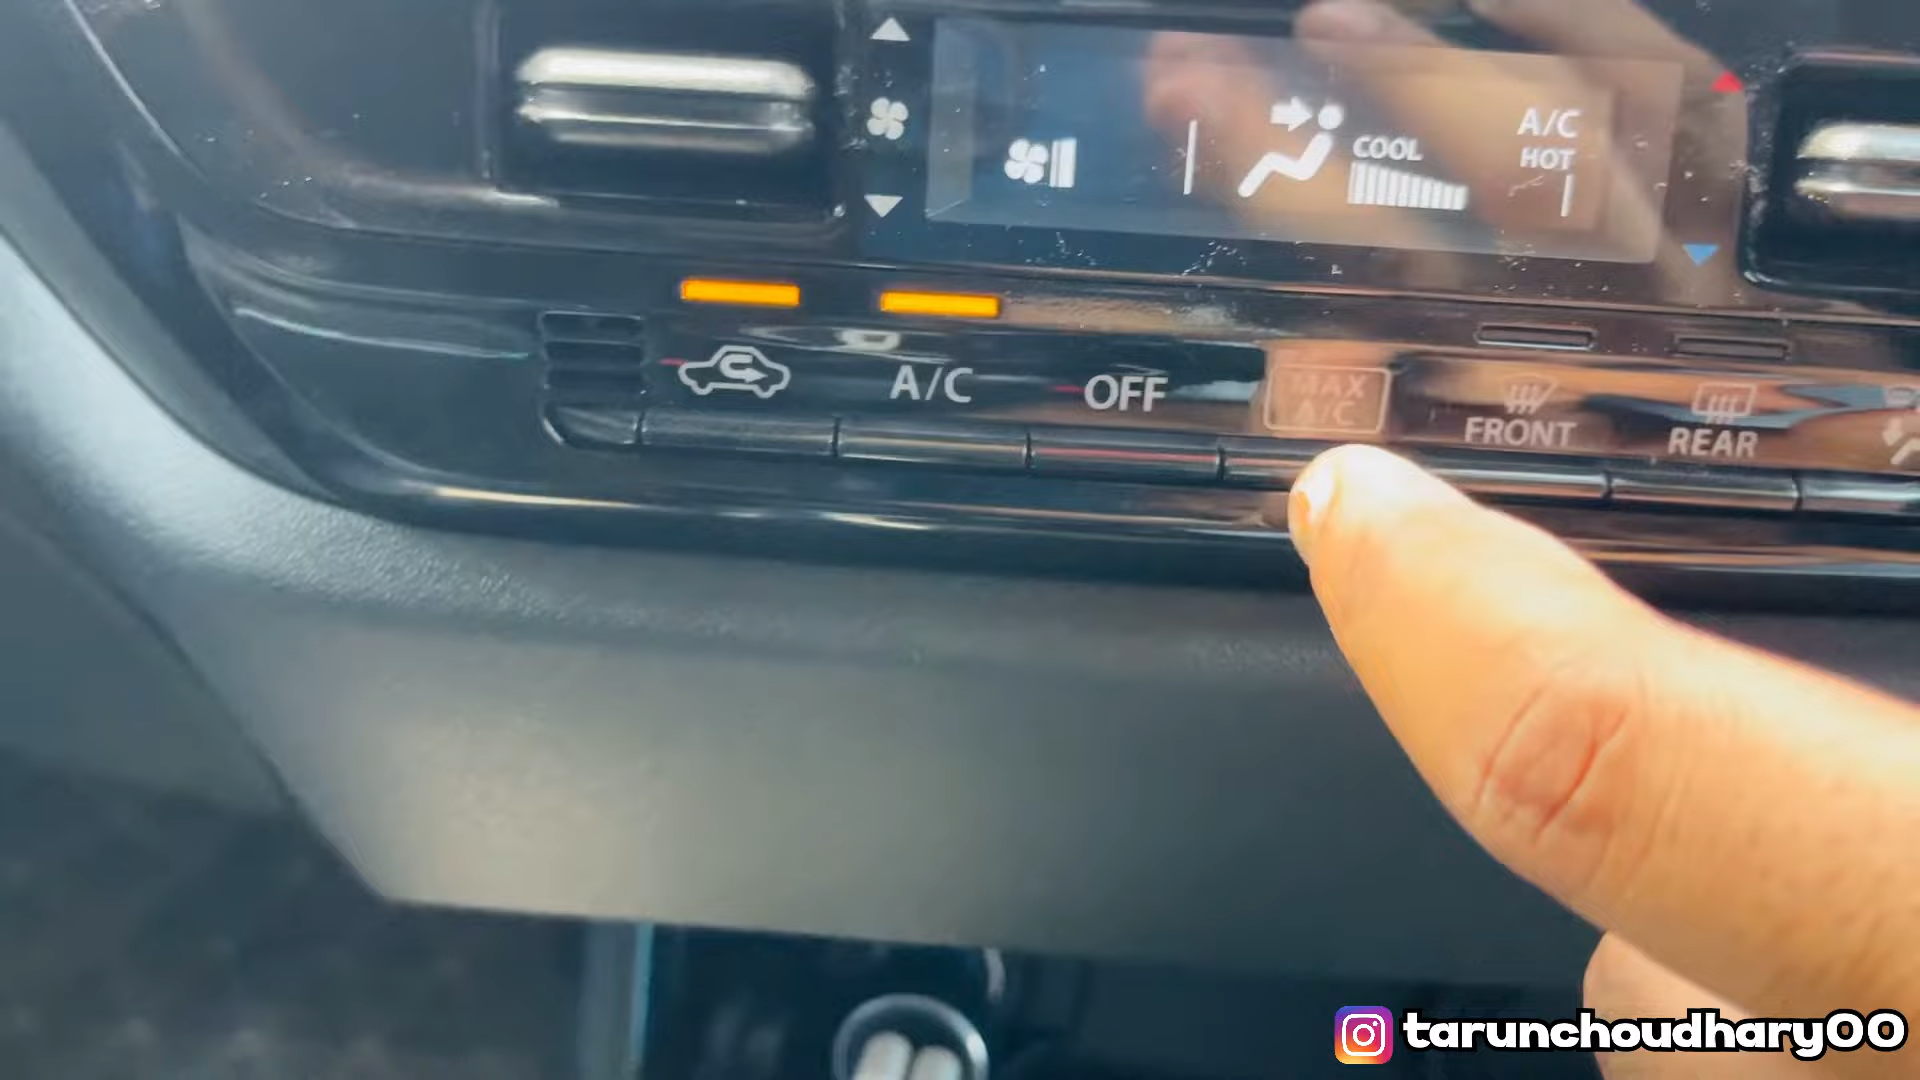 COOL
A/C
HOT
A/C
OFF
MAX
A/C
FRONT
REAR
tarunchoudhary00